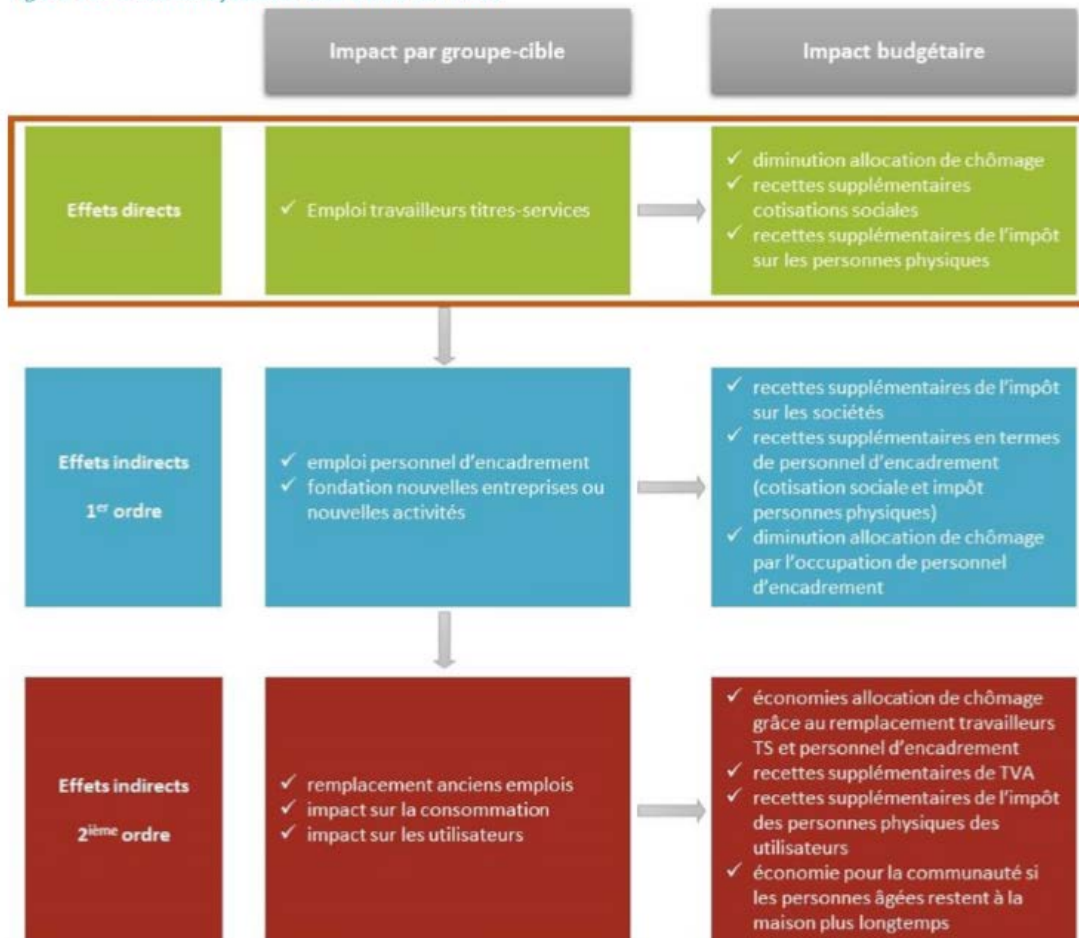 Impact par groupe-cible
Impact budgétaire
Effets directs
✓ Emploi travailleurs titres-services
✓ diminution allocation de chômage
✓ recettes supplémentaires
cotisations sociales
✓ recettes supplémentaires de l'impôt
sur les personnes physiques
Effets indirects
1er ordre
✓ emploi personnel d'encadrement
✓ fondation nouvelles entreprises ou
nouvelles activités
✓ recettes supplémentaires de l'impôt
sur les sociétés
✓ recettes supplémentaires en termes
de personnel d'encadrement
(cotisation sociale et impôt
personnes physiques)
✓ diminution allocation de chômage
par l'occupation de personnel
d'encadrement
Effets indirects
2ième ordre
✓ remplacement anciens emplois
✓ impact sur la consommation
✓ impact sur les utilisateurs
✓ économies allocation de chômage
grâce au remplacement travailleurs
TS et personnel d'encadrement
✓ recettes supplémentaires de TVA
✓ recettes supplémentaires de l'impôt
des personnes physiques des
utilisateurs
✓ économie pour la communauté si
les personnes âgées restent à la
maison plus longtemps